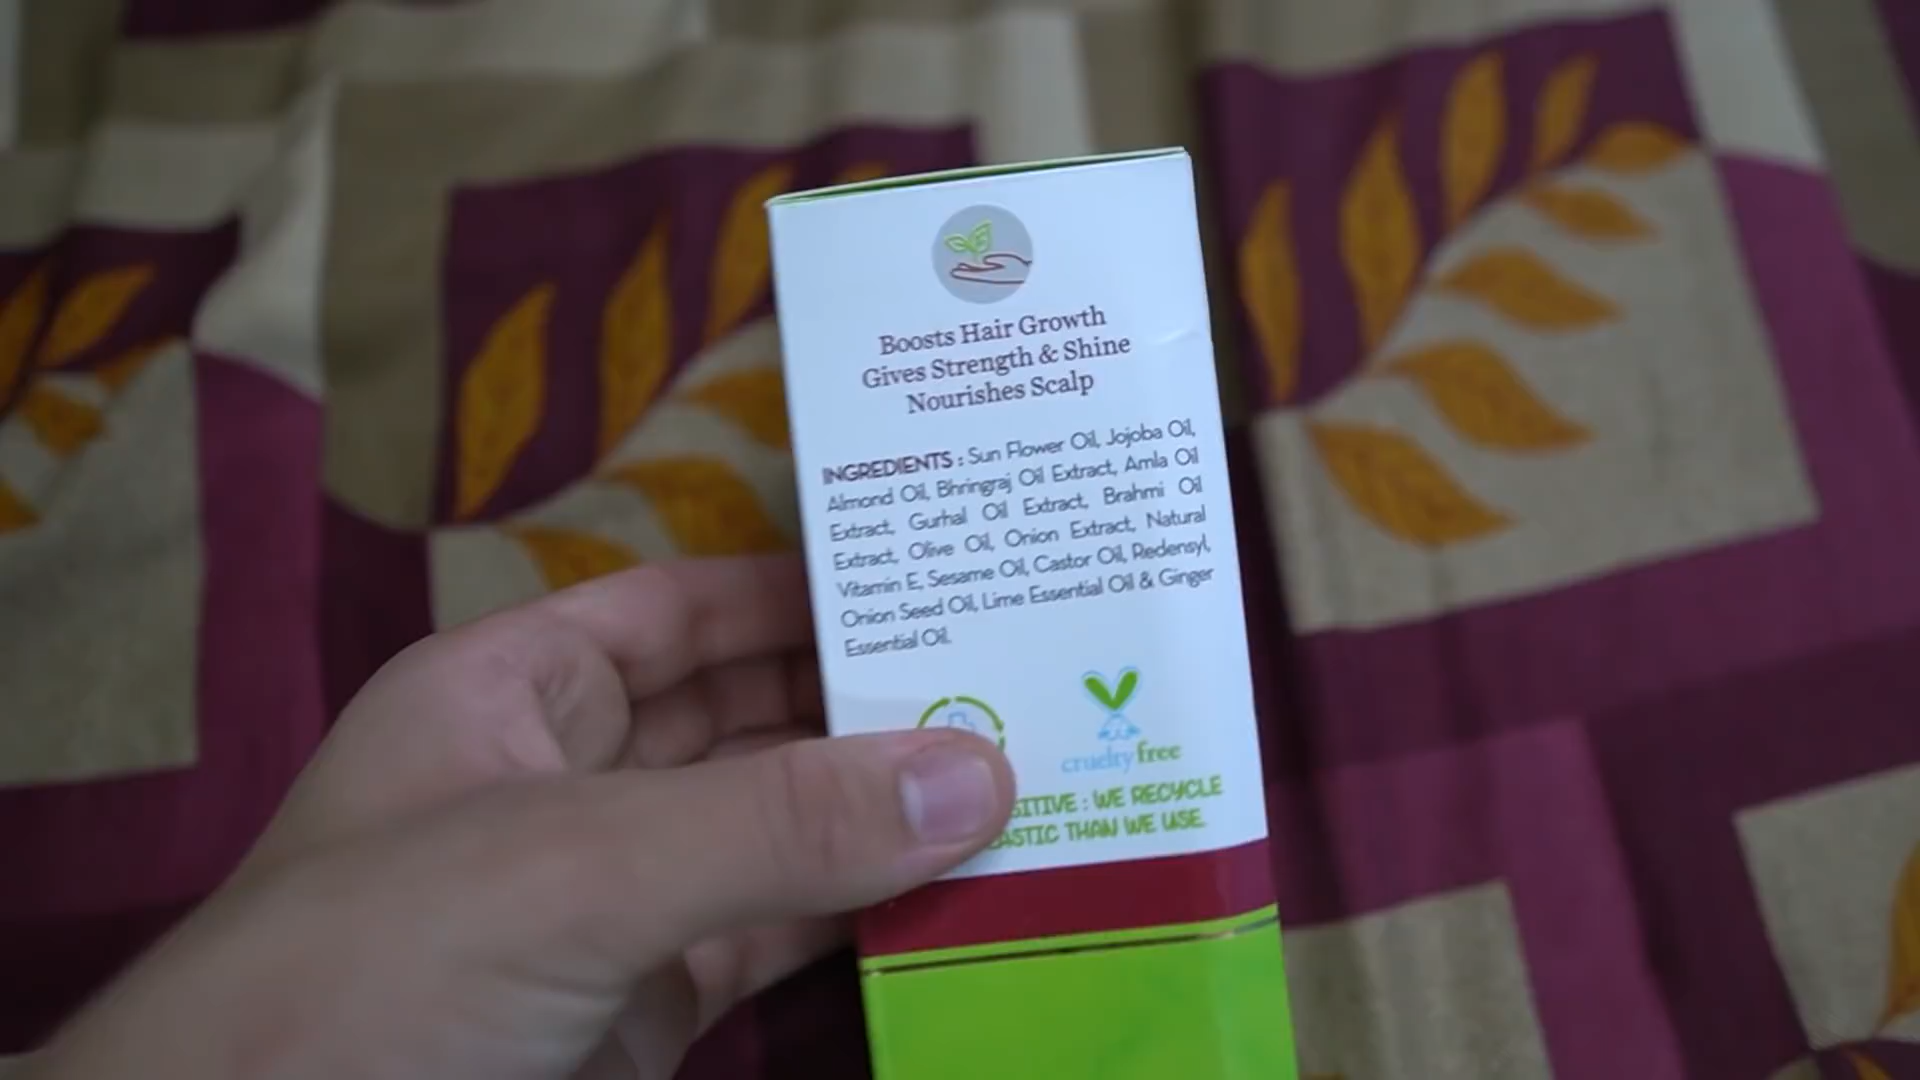 Boosts Hair Growth
Gives Strength & Shine
Nourishes Scalp
INGREDIENTS : Sun Flower Oil, Jojoba Oil,
Almond Oil, Bhringraj Oil Extract, Amla Oil
Extract, Gurhal Oil Extract, Brahmi Oil
Extract, Olive Oil, Onion Extract, Natural
Vitamin E, Sesame Oil, Castor Oil, Redensyl,
Onion Seed Oil, Lime Essential Oil & Ginger
Essential Oil.
cruelty free
: WE RECYCLE
THAN WE USE.